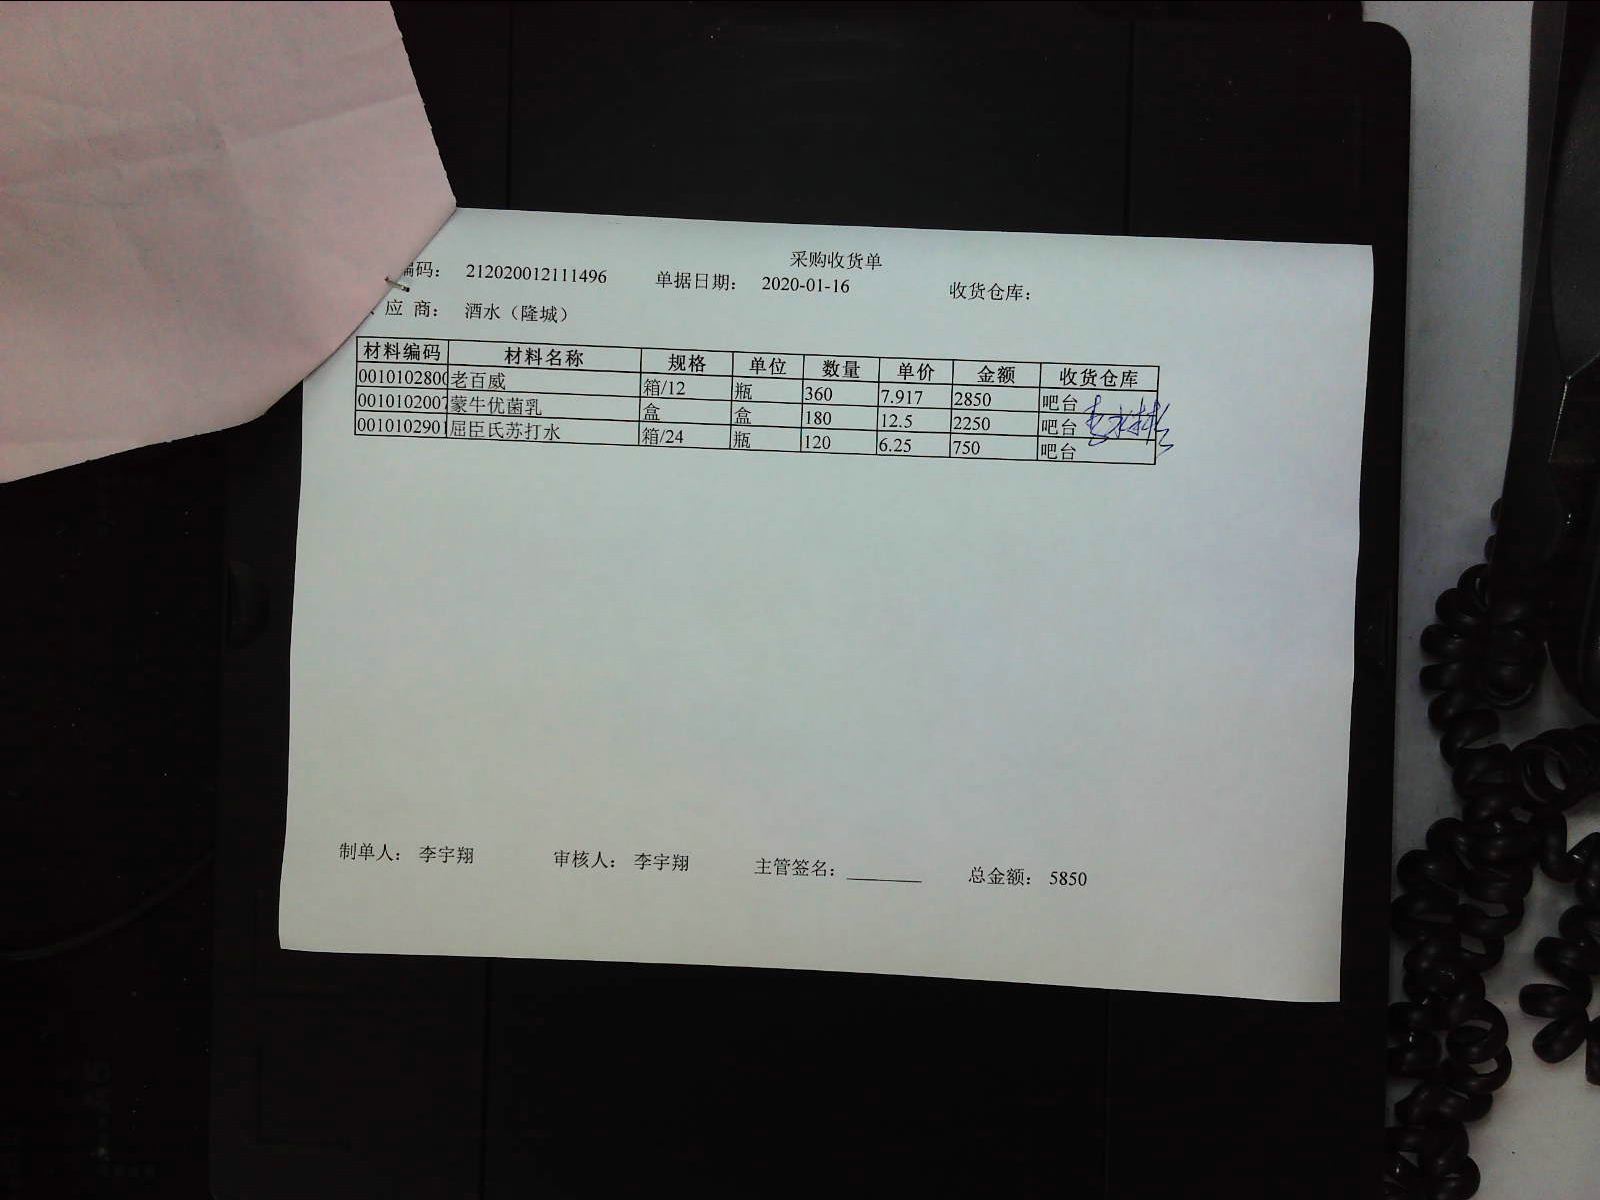 采购收货单
编码： 212020012111496 单据日期： 2020-01-16 收货仓库：
应 商： 酒水（隆城）
材料编码 材料名称 规格 单位 数量 单价 金额 收货仓库
0010102800 老百威 箱/12 瓶 360 7.917 2850 吧台
0010102007 蒙牛优菌乳 盒 盒 180 12.5 2250 吧台
0010102901 屈臣氏苏打水 箱/24 瓶 120 6.25 750 吧台
制单人： 李宇翔 审核人： 李宇翔 主管签名： 总金额： 5850